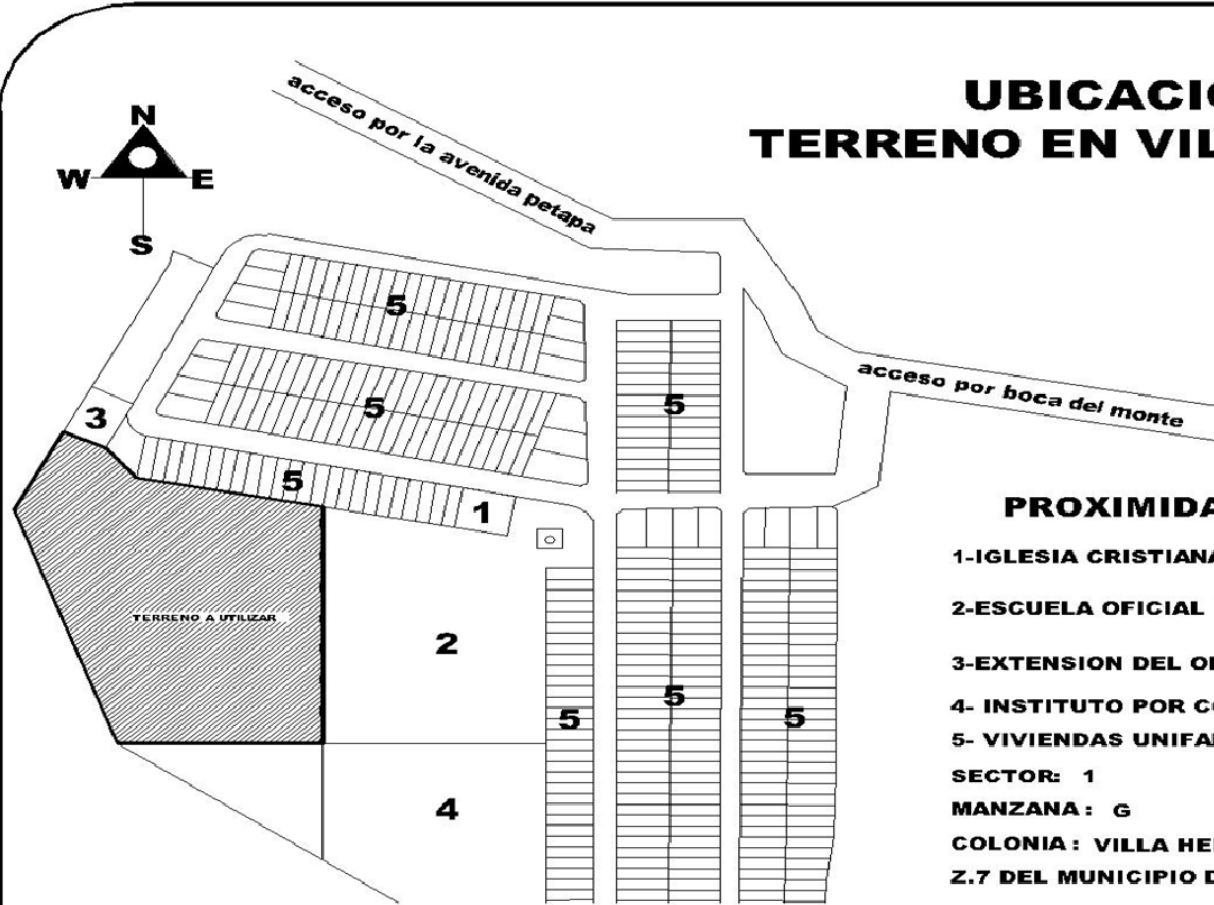 UBICACIO
TERRENO EN VIL
N
W E
S
acceso por la avenida petapa
acceso por boca del monte
5
5
5
5
3
1
2
5
5
5
4
TERRENO A UTILIZAR
PROXIMIDA
1-IGLESIA CRISTIANA
2-ESCUELA OFICIAL
3-EXTENSION DEL
4- INSTITUTO POR
5- VIVIENDAS UNIFA
SECTOR: 1
MANZANA: G
COLONIA: VILLA
Z.7 DEL MUNICIPIO D